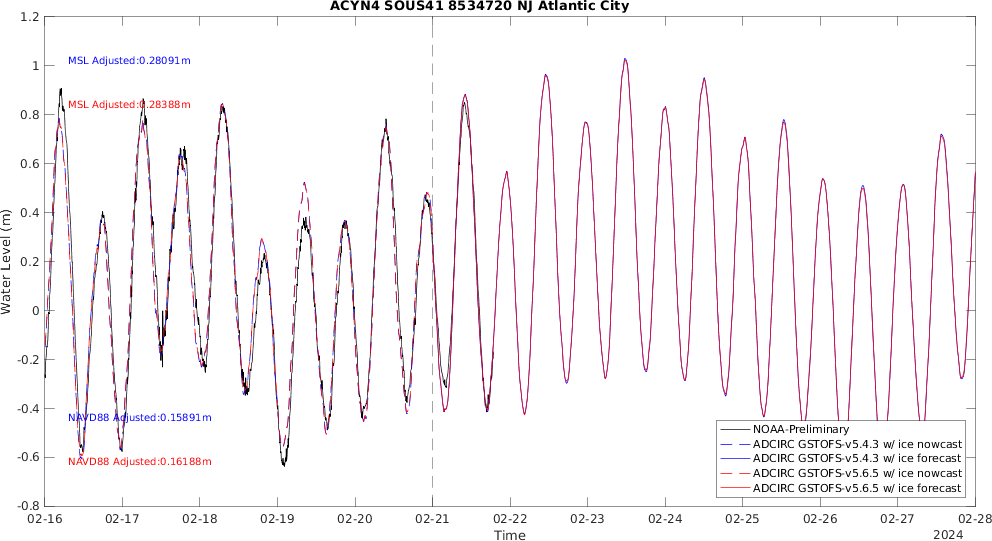 ACYN4 SOUS41 8534720 NJ Atlantic City
1.2
1
0.8
0.6
0.4
0.2
0
-0.2
-0.4
-0.6
-0.8
Water Level (m)
MSL Adjusted:0.28091m
MSL Adjusted:0.28388m
NAVD88 Adjusted:0.15891m
NAVD88 Adjusted:0.16188m
NOAA-Preliminary
ADCIRC GSTOFS-v5.4.3 w/ ice nowcast
ADCIRC GSTOFS-v5.4.3 w/ ice forecast
ADCIRC GSTOFS-v5.6.5 w/ ice nowcast
ADCIRC GSTOFS-v5.6.5 w/ ice forecast
02-16 02-17 02-18 02-19 02-20 02-21 02-22 02-23 02-24 02-25 02-26 02-27 02-28
Time
2024